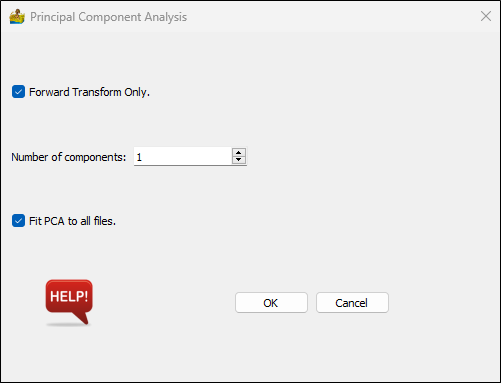 Principal Component Analysis
Forward Transform Only.
Number of components: 1
Fit PCA to all files.
HELP!
OK Cancel